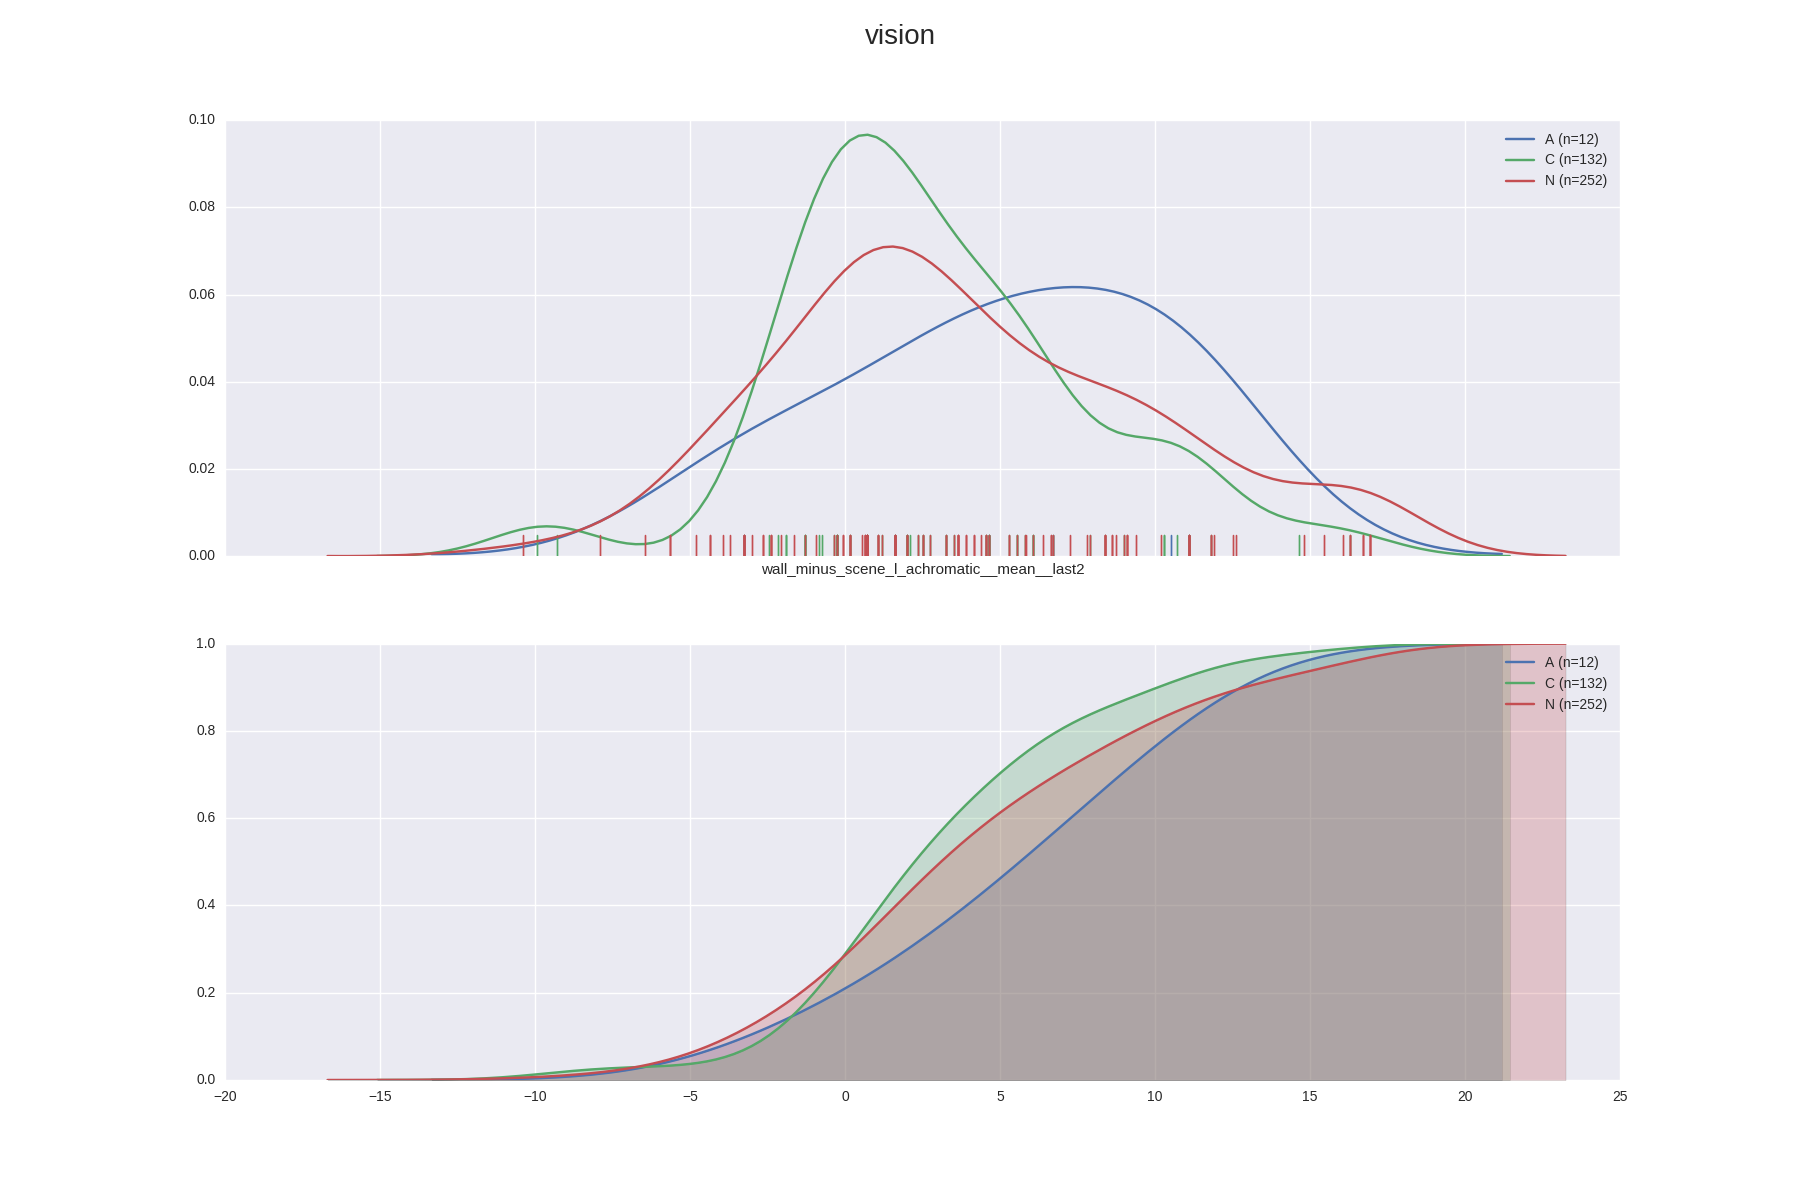 vision
0.10
0.08
0.06
0.04
0.02
0.00
A (n=12)
C (n=132)
N (n=252)
wall_minus_scene_l_achromatic__mean__last2
1.0
0.8
0.6
0.4
0.2
0.0
A (n=12)
C (n=132)
N (n=252)
−20 −15 −10 −5 0 5 10 15 20 25